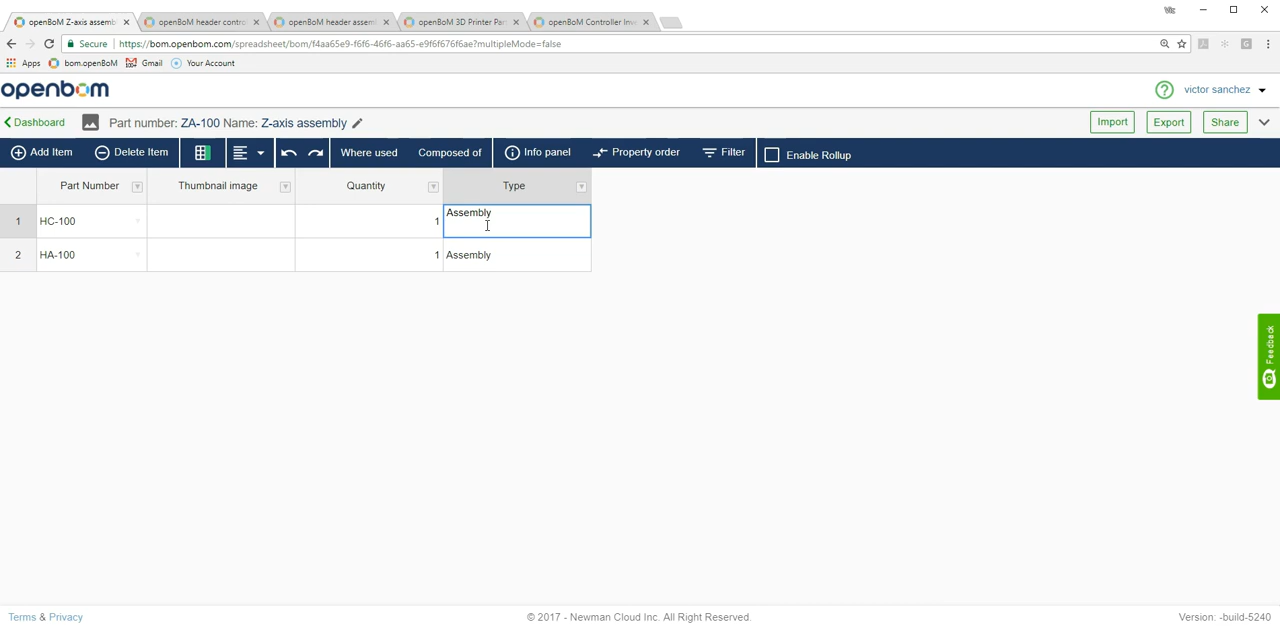 openBoM Z-axis assemb
openBoM header contro
openBoM header assem
openBoM 3D Printer Par
openBoM Controller Inve
Vic
Secure
https://bom.openbom.com/spreadsheet/bom/f4aa65e9-f6f6-46f6-aa65-e9f6f676f6ae?multipleMode=false
Apps
bom.openBoM
Gmail
Your Account
openbom
? victor sanchez
Dashboard
Part number: ZA-100 Name: Z-axis assembly
Import
Export
Share
Add Item
Delete Item
Where used
Composed of
Info panel
Property order
Filter
Enable Rollup
Part Number
Thumbnail image
Quantity
Type
1 HC-100 1 Assembly
2 HA-100 1 Assembly
Feedback
Terms & Privacy
© 2017 - Newman Cloud Inc. All Right Reserved.
Version: -build-5240